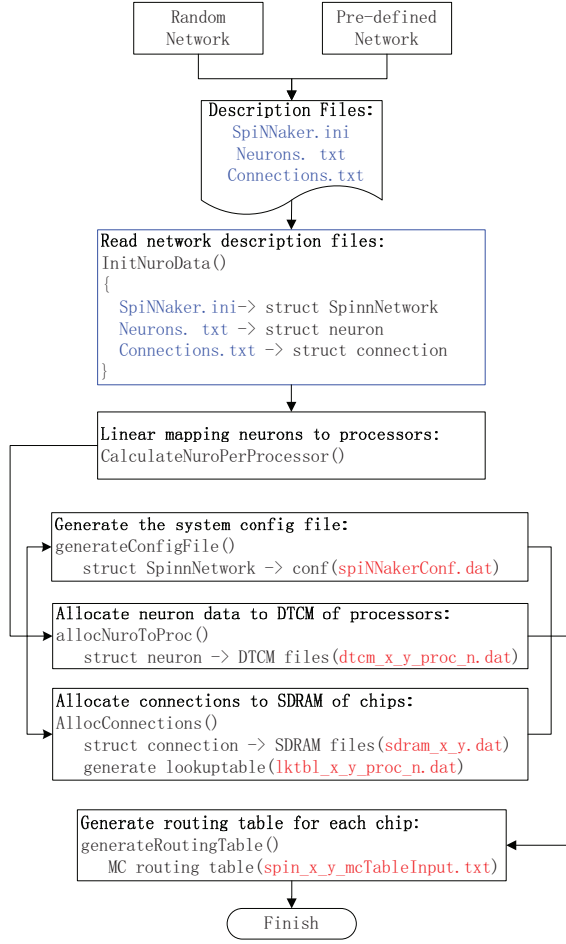 Random
Network
Pre-defined
Network
Description Files:
SpiNNaker.ini
Neurons. txt
Connections.txt
Read network description files:
InitNuroData()
{
SpiNNaker.ini-> struct SpinnNetwork
Neurons. txt -> struct neuron
Connections.txt -> struct connection
}
Linear mapping neurons to processors:
CalculateNuroPerProcessor()
Generate the system config file:
generateConfigFile()
struct SpinnNetwork -> conf(spiNNakerConf.dat)
Allocate neuron data to DTCM of processors:
allocNuroToProc()
struct neuron -> DTCM files(dtcm_x_y_proc_n.dat)
Allocate connections to SDRAM of chips:
AllocConnections()
struct connection -> SDRAM files(sdram_x_y.dat)
generate lookuptable(lktbl_x_y_proc_n.dat)
Generate routing table for each chip:
generateRoutingTable()
MC routing table(spin_x_y_mcTableInput.txt)
Finish